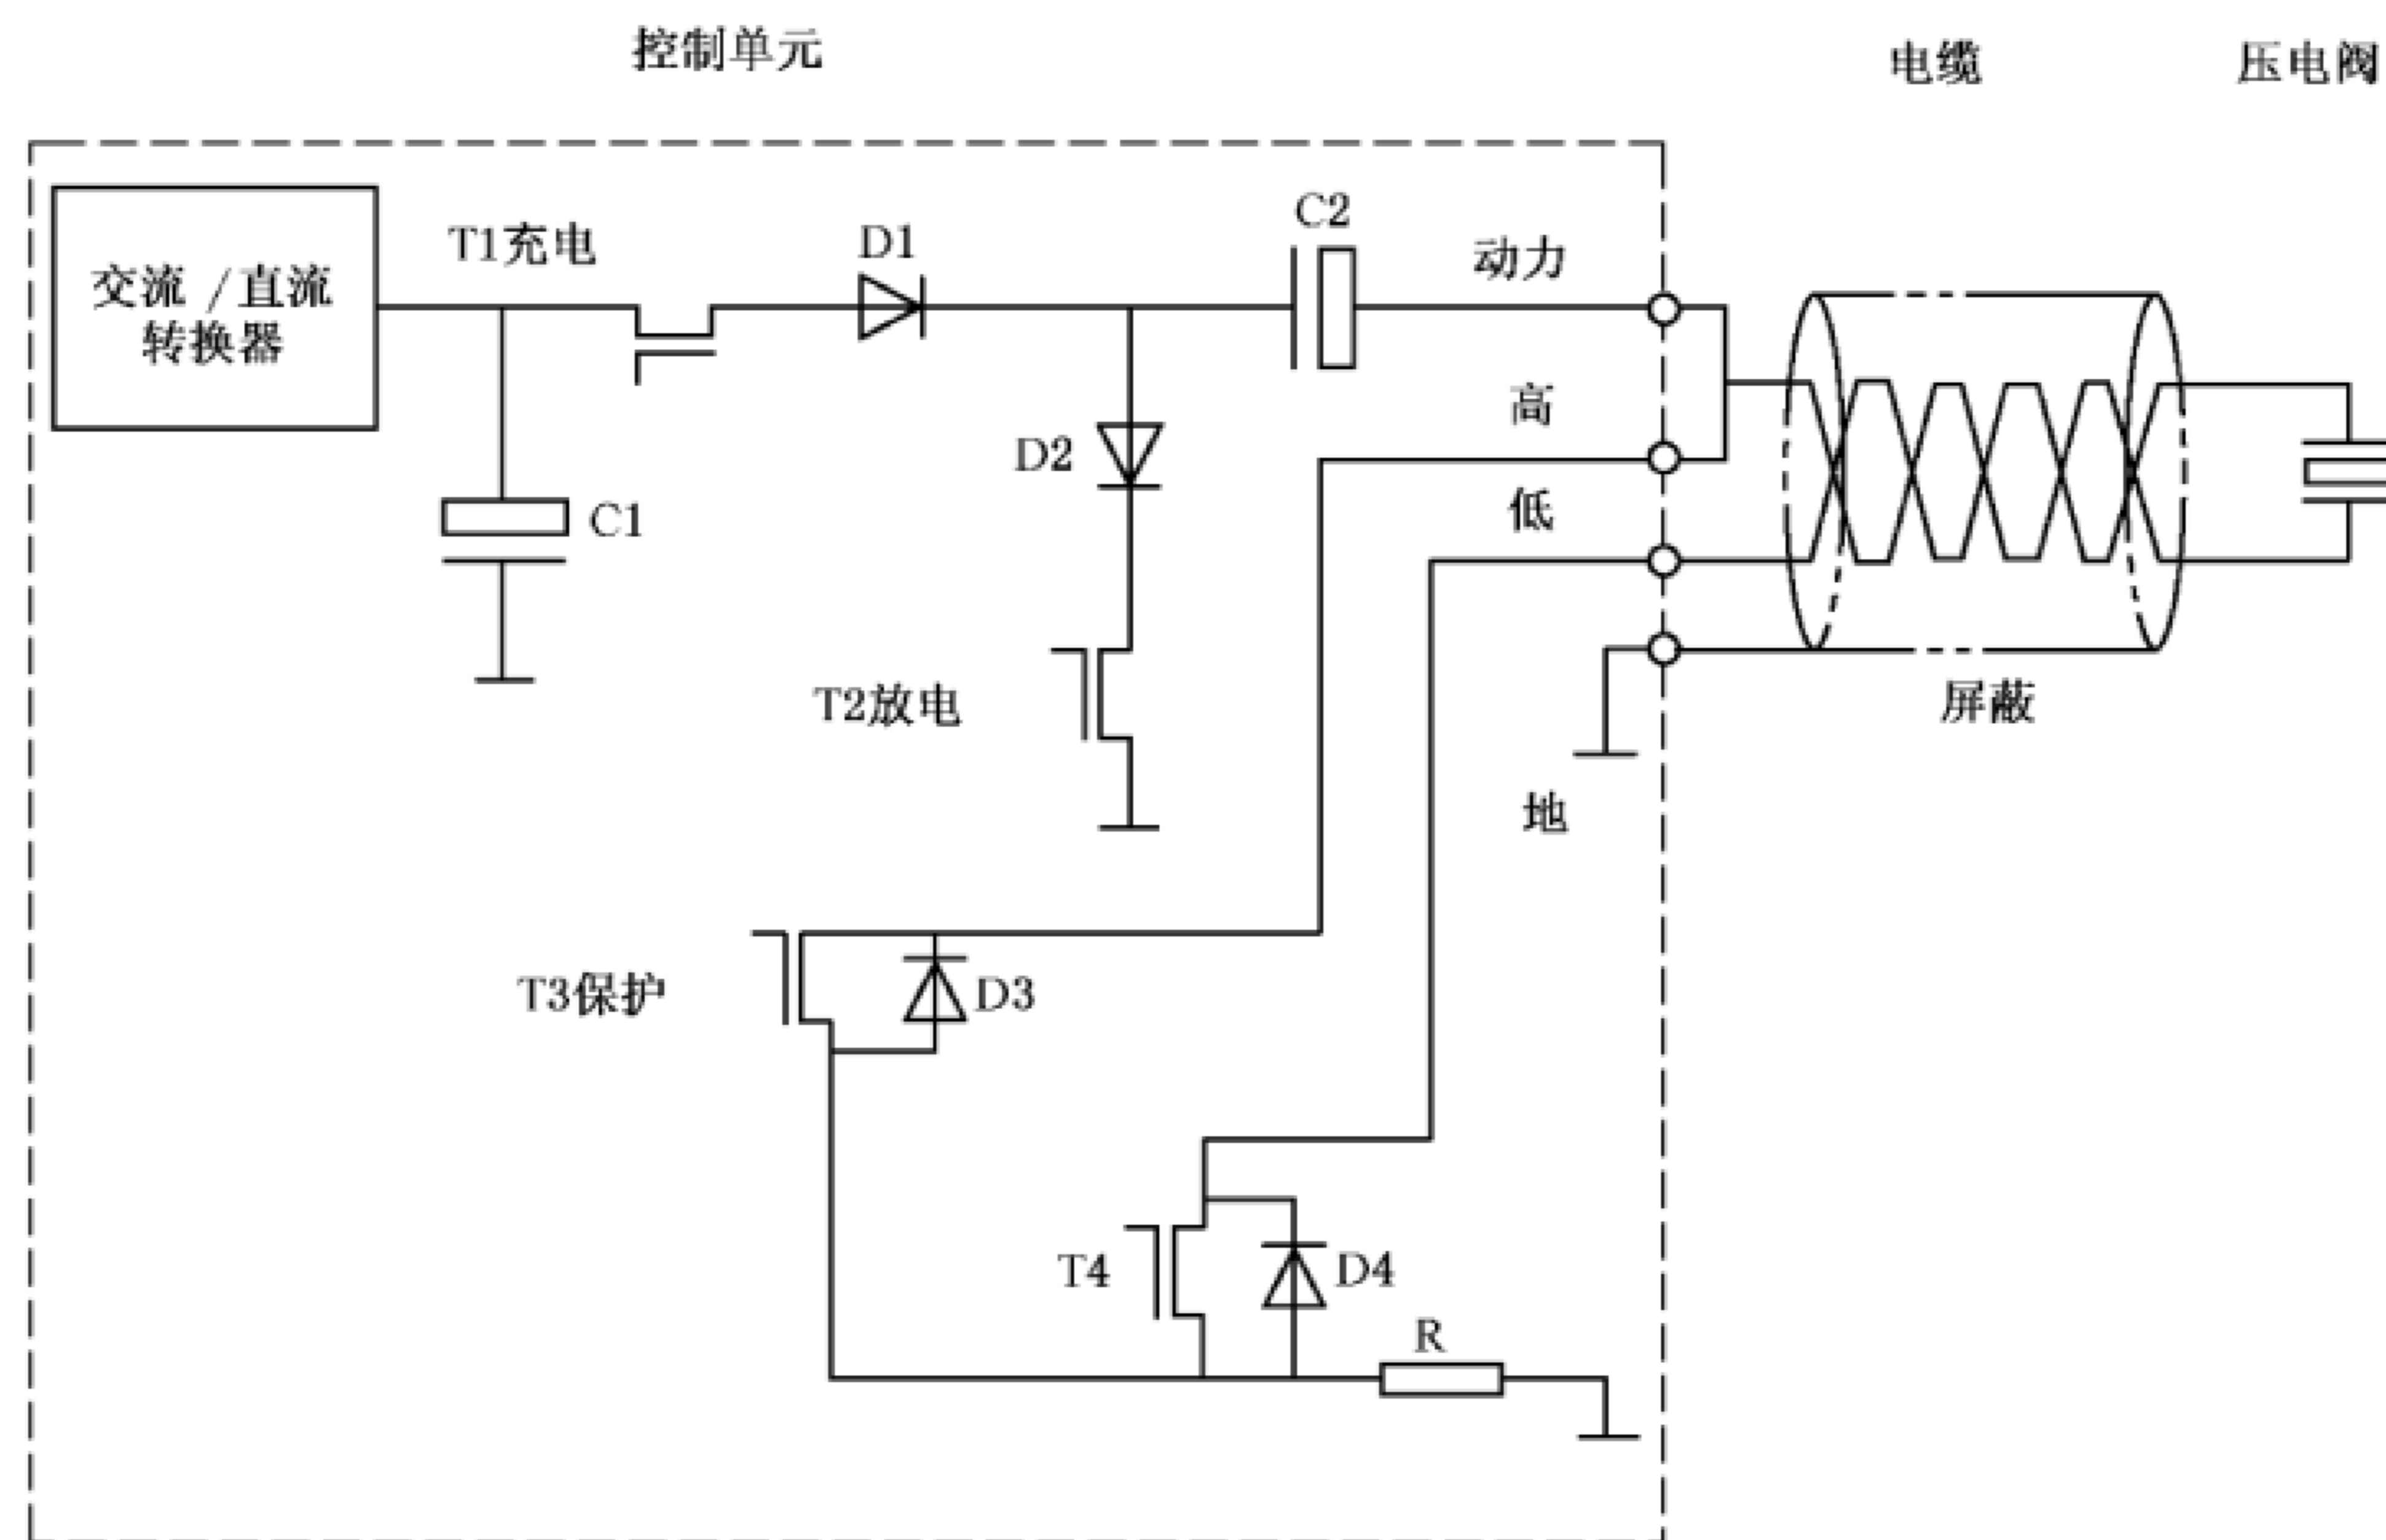 控制单元
电缆
压电阀
交流 /直流
转换器
T1充电
D1
C2
动力
高
D2
低
C1
T2放电
屏蔽
地
T3保护
D3
T4
D4
R